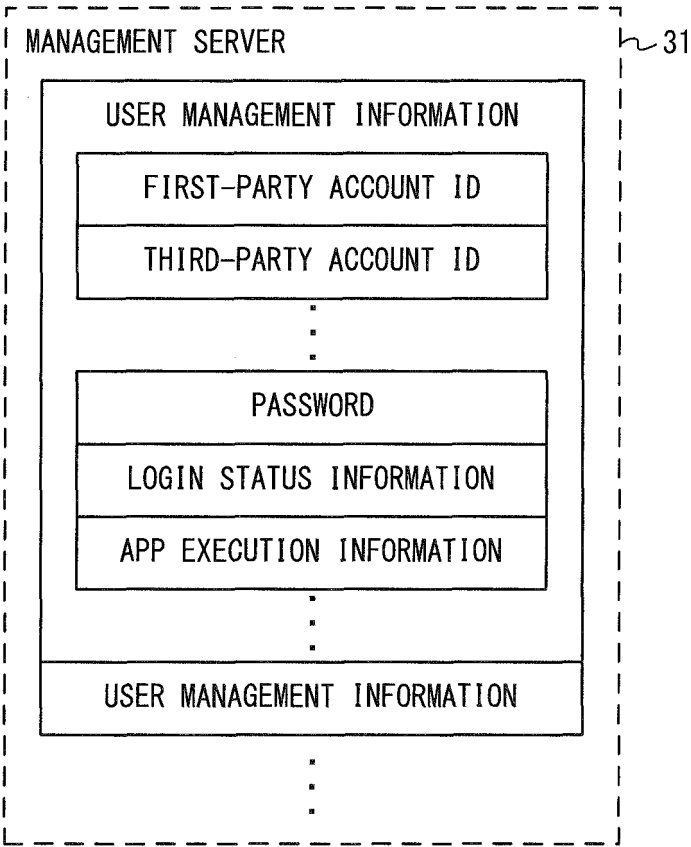 MANAGEMENT SERVER
31
USER MANAGEMENT INFORMATION
FIRST-PARTY ACCOUNT ID
THIRD-PARTY ACCOUNT ID
PASSWORD
LOGIN STATUS INFORMATION
APP EXECUTION INFORMATION
USER MANAGEMENT INFORMATION